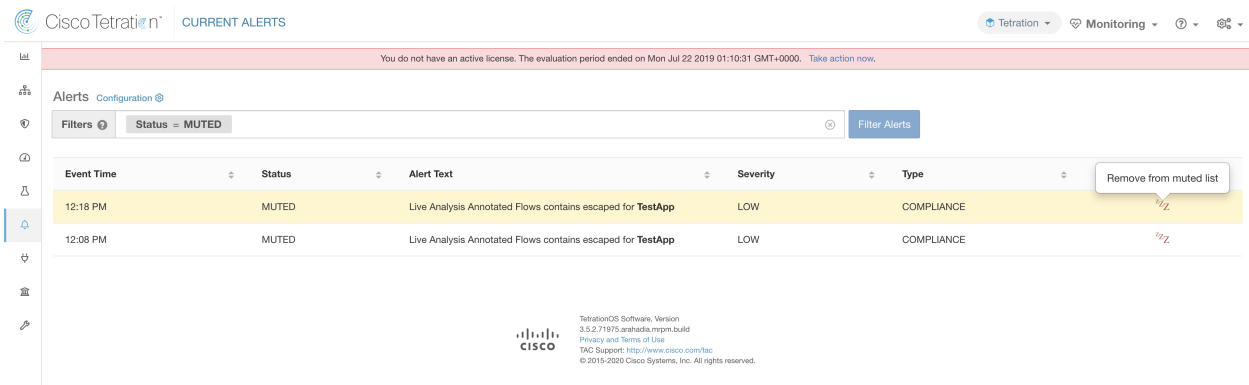 Cisco Tetration™ CURRENT ALERTS Tetration Monitoring
You do not have an active license. The evaluation period ended on Mon Jul 22 2019 01:10:31 GMT+0000. Take action now.
Alerts Configuration
Filters Status = MUTED Filter Alerts
Event Time Status Alert Text Severity Type
Remove from muted list
12:18 PM MUTED Live Analysis Annotated Flows contains escaped for TestApp LOW COMPLIANCE zzZ
12:08 PM MUTED Live Analysis Annotated Flows contains escaped for TestApp LOW COMPLIANCE zzZ
CISCO
TetrationOS Software, Version
3.5.2.71975.arahadia.mrpm.build
Privacy and Terms of Use
TAC Support: http://www.cisco.com/tac
© 2015-2020 Cisco Systems, Inc. All rights reserved.